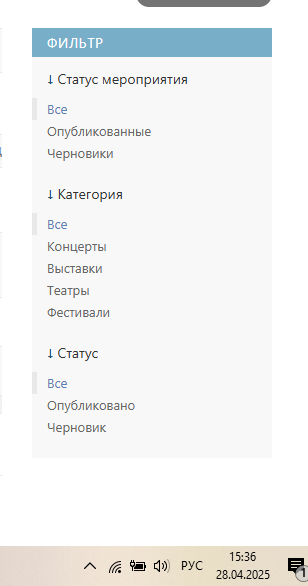 ФИЛЬТР
↓ Статус мероприятия
Все
Опубликованные
Черновики
↓ Категория
Все
Концерты
Выставки
Театры
Фестивали
↓ Статус
Все
Опубликовано
Черновик
РУС
15:36
28.04.2025
1